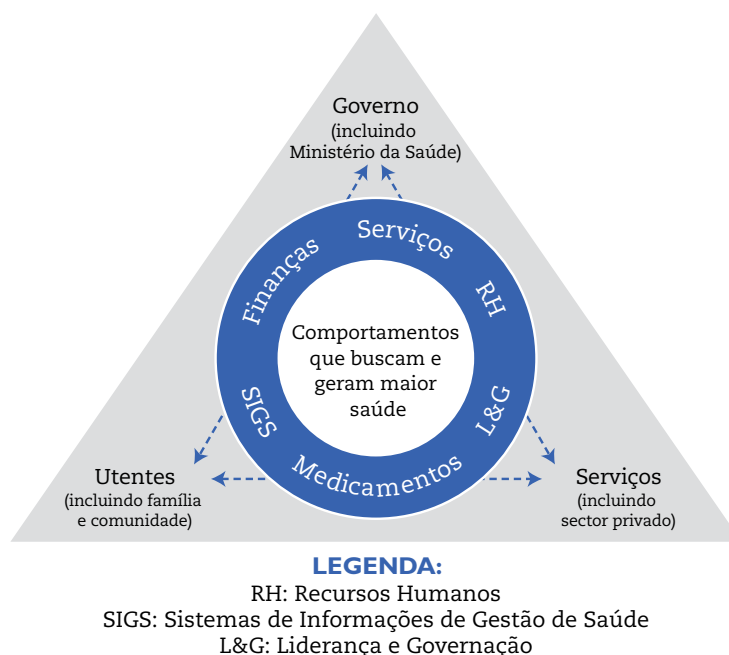 Governo
(incluindo
Ministério da Saúde)
Finanças
Serviços
RH
Comportamentos
que buscam e
geram maior
saúde
SIGS
L&G
Medicamentos
Utentes
(incluindo família
e comunidade)
Serviços
(incluindo
sector privado)
LEGENDA:
RH: Recursos Humanos
SIGS: Sistemas de Informações de Gestão de Saúde
L&G: Liderança e Governação